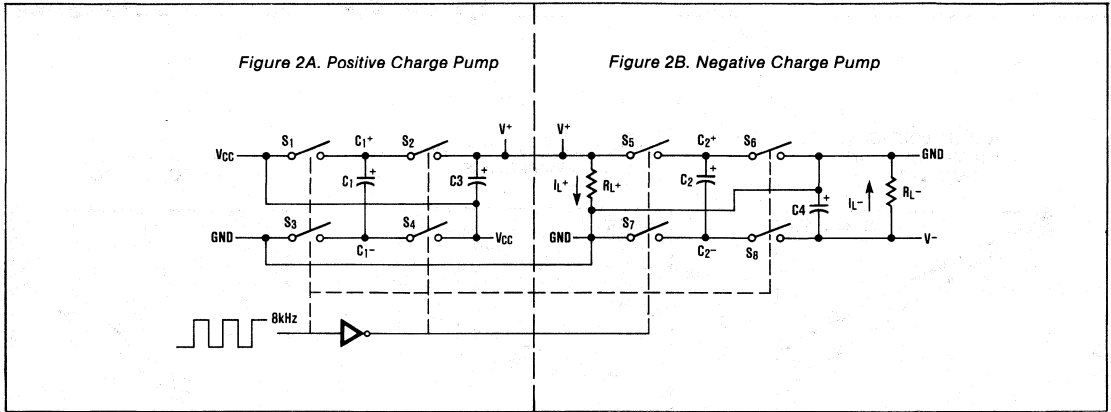 Figure 2A. Positive Charge Pump
Figure 2B. Negative Charge Pump
VCC
S1
C1+
S2
V+
V+
S5
C2+
S6
GND
C1
+
C3
+
IL+
RL+
C2
+
C4
+
IL-
RL-
GND
S3
C1-
S4
VCC
GND
S7
C2-
S8
V-
8kHz